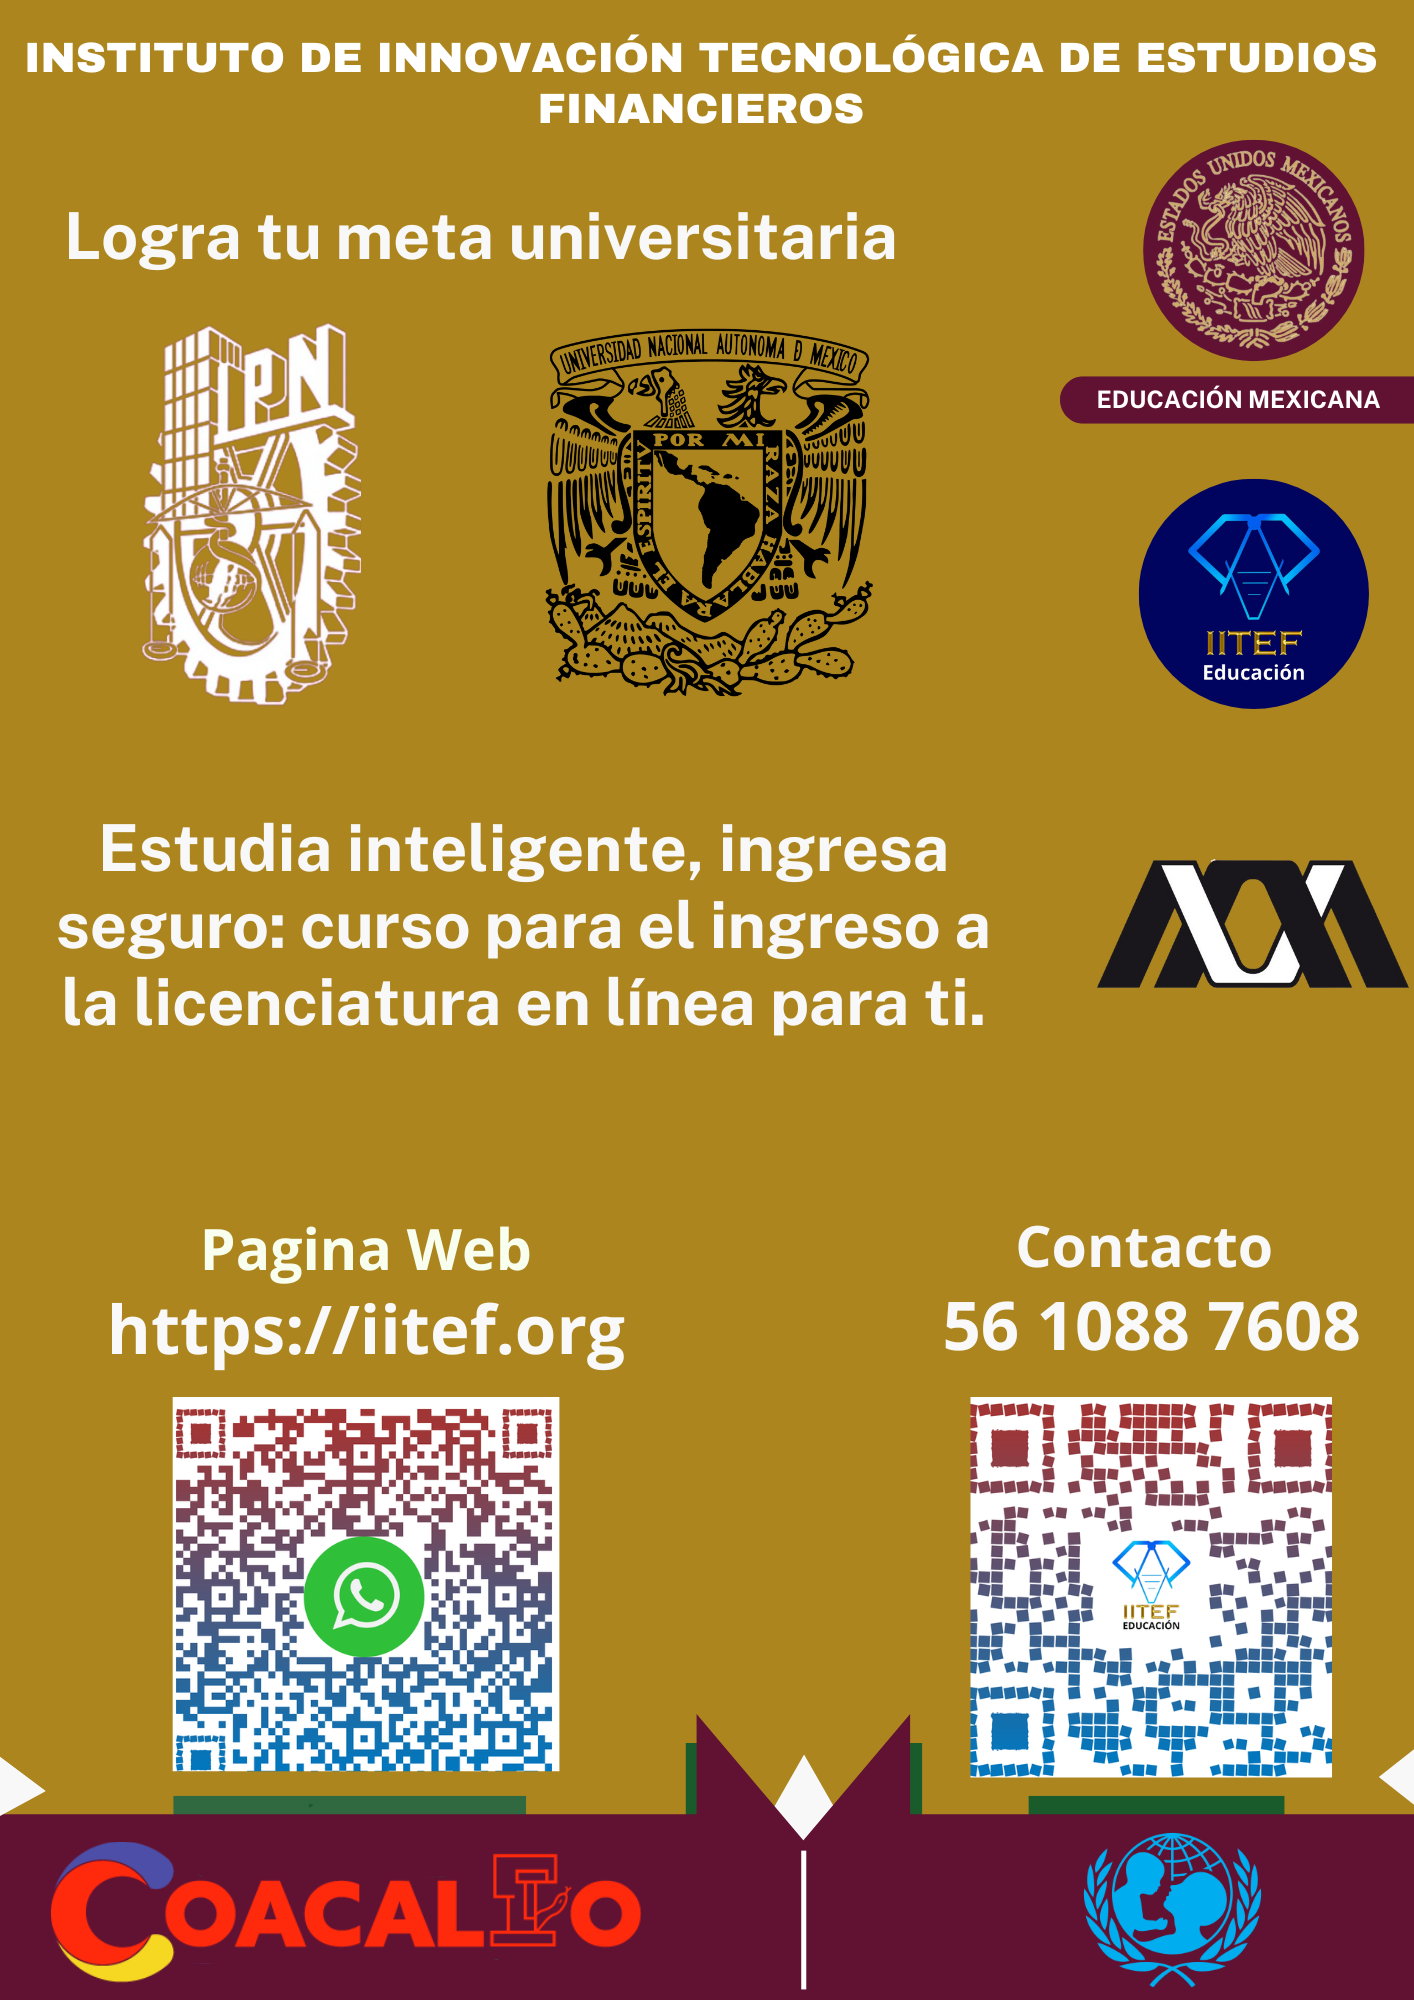 INSTITUTO DE INNOVACIÓN TECNOLÓGICA DE ESTUDIOS
FINANCIEROS
ESTADOS UNIDOS MEXICANOS
Logra tu meta universitaria
IPN
UNIVERSIDAD NACIONAL AUTONOMA D MEXICO
POR MI RAZA HABLARA EL ESPIRITU
EDUCACIÓN MEXICANA
IITEF
Educación
Estudia inteligente, ingresa
seguro: curso para el ingreso a
la licenciatura en línea para ti.
Pagina Web
https://iitef.org
Contacto
56 1088 7608
IITEF
EDUCACIÓN
COACALCO